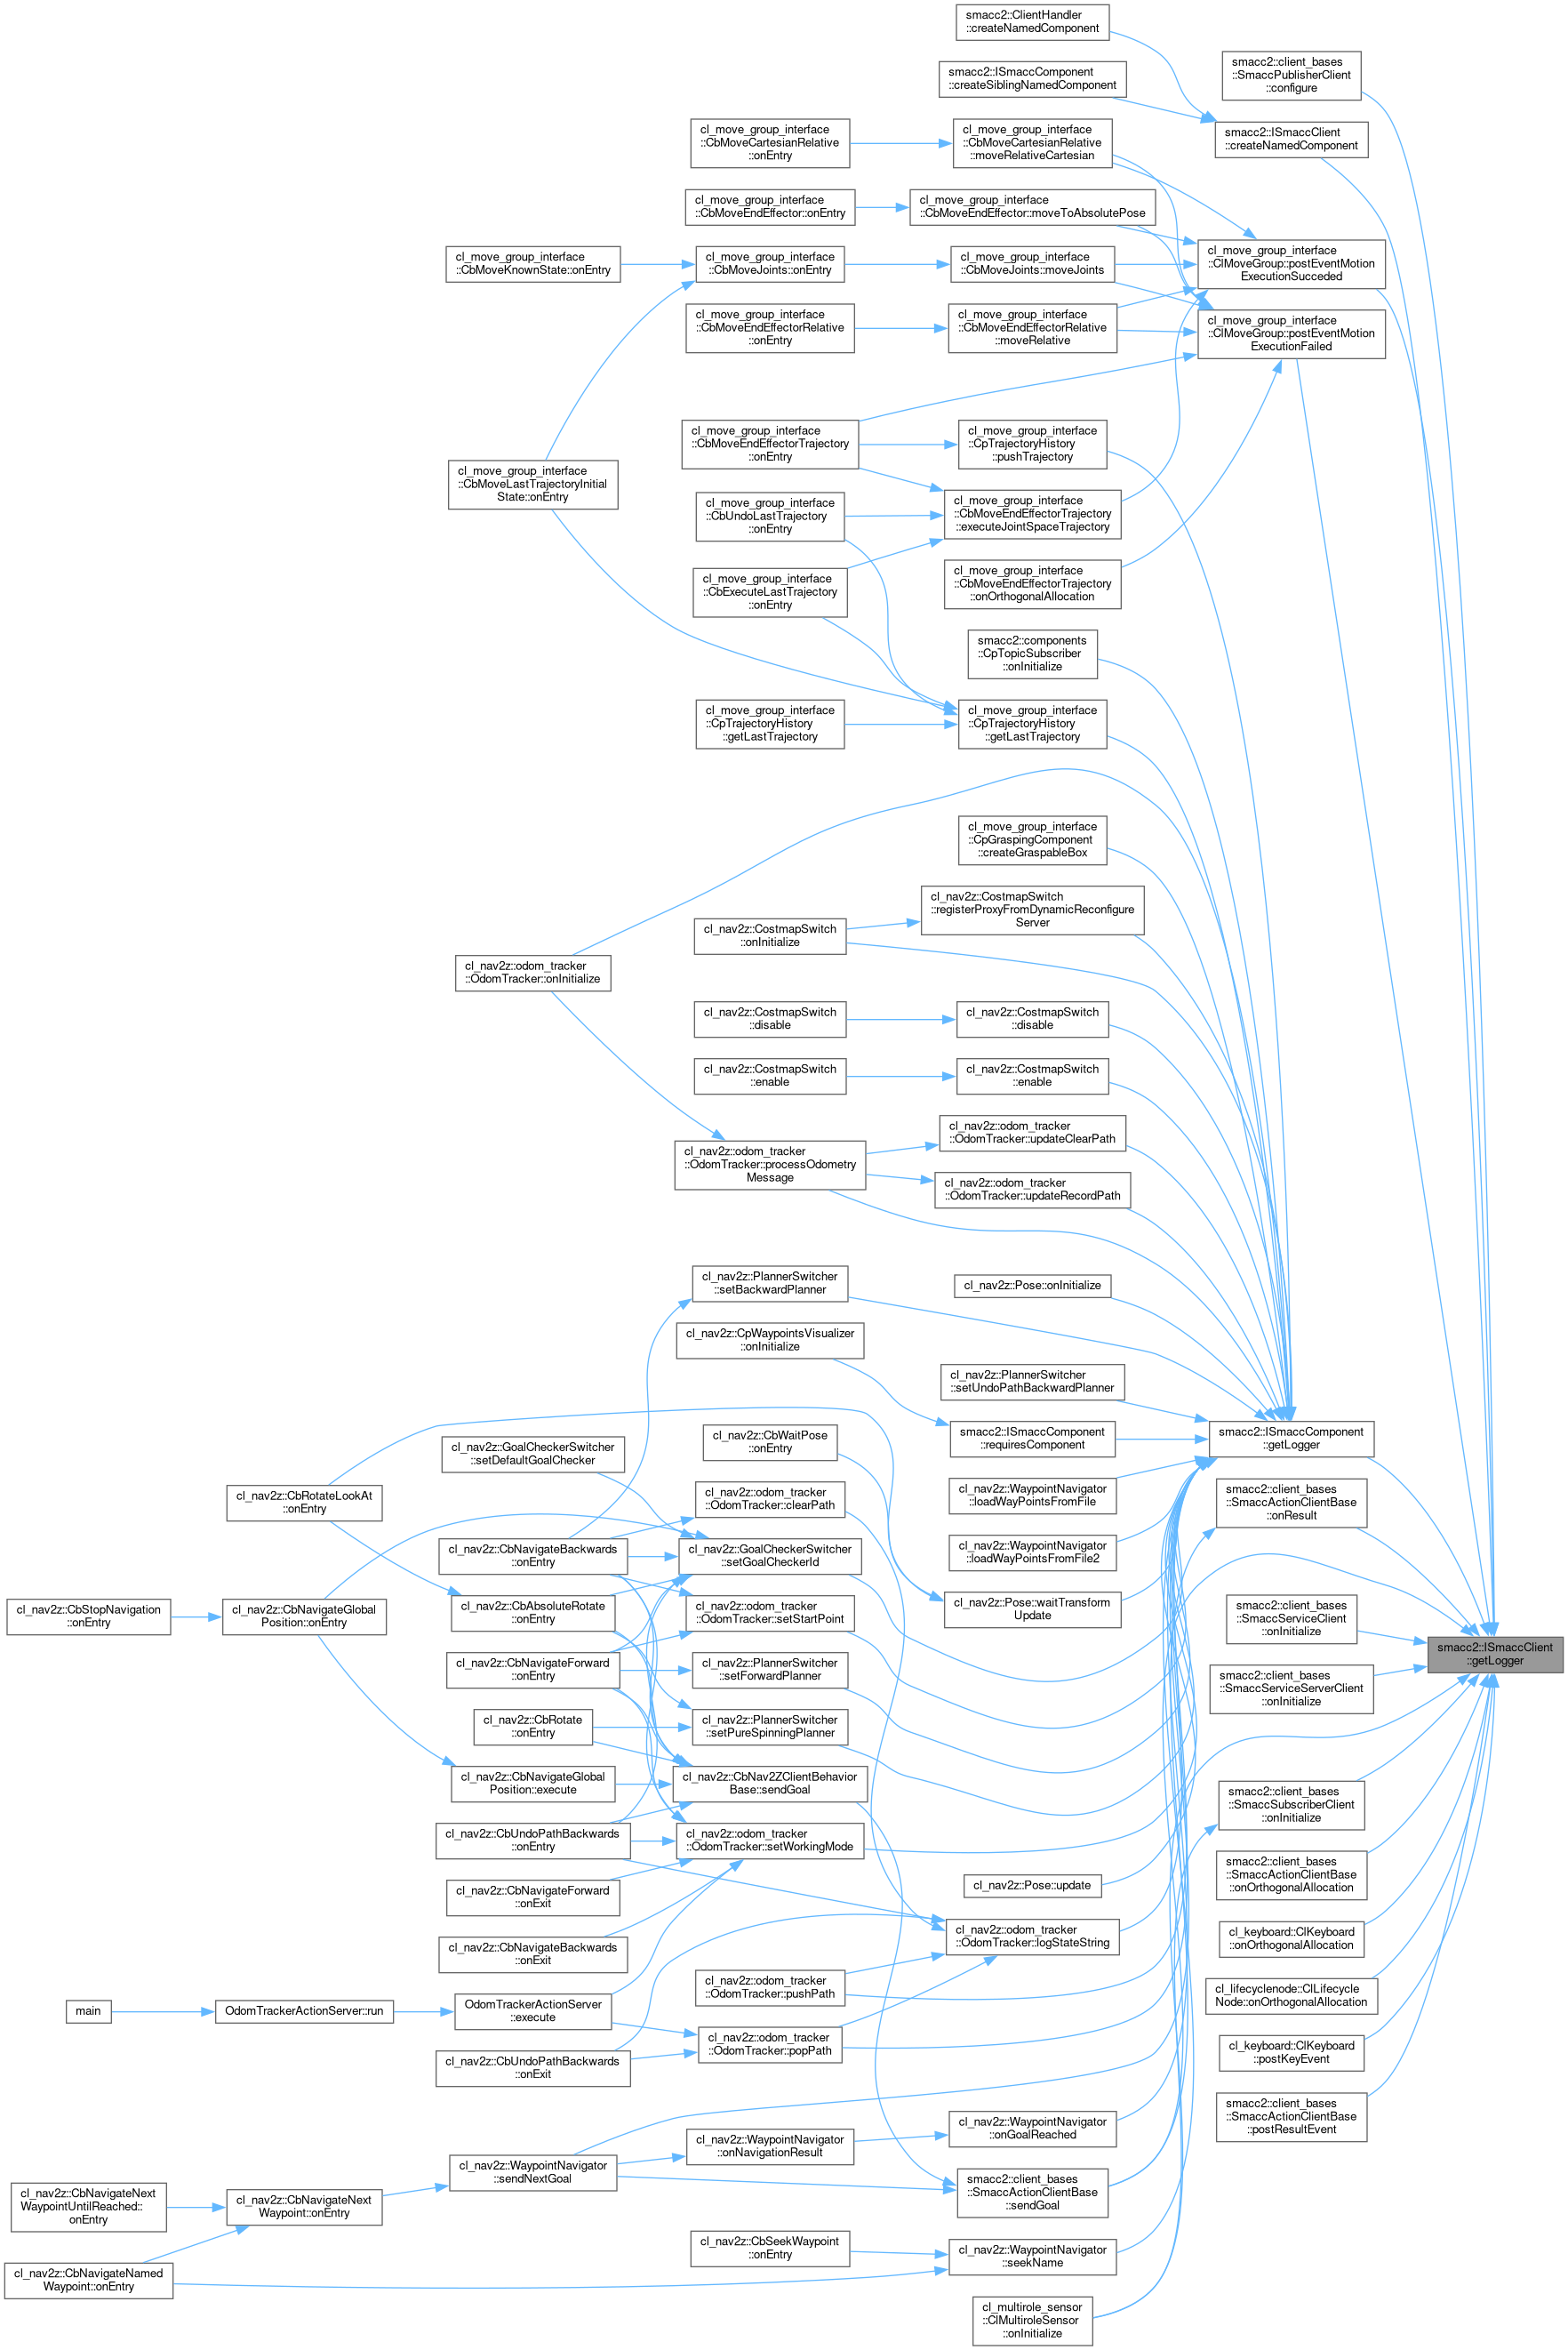 smacc2::ClientHandler
::createNamedComponent
smacc2::client_bases
::SmaccPublisherClient
::configure
smacc2::ISmaccComponent
::createSiblingNamedComponent
cl_move_group_interface
::CbMoveCartesianRelative
::onEntry
cl_move_group_interface
::CbMoveCartesianRelative
::moveRelativeCartesian
smacc2::ISmaccClient
::createNamedComponent
cl_move_group_interface
::CbMoveEndEffector::onEntry
cl_move_group_interface
::CbMoveEndEffector::moveToAbsolutePose
cl_move_group_interface
::CbMoveKnownState::onEntry
cl_move_group_interface
::CbMoveJoints::onEntry
cl_move_group_interface
::CbMoveJoints::moveJoints
cl_move_group_interface
::ClMoveGroup::postEventMotion
ExecutionSucceded
cl_move_group_interface
::CbMoveEndEffectorRelative
::onEntry
cl_move_group_interface
::CbMoveEndEffectorRelative
::moveRelative
cl_move_group_interface
::ClMoveGroup::postEventMotion
ExecutionFailed
cl_move_group_interface
::CbMoveEndEffectorTrajectory
::onEntry
cl_move_group_interface
::CpTrajectoryHistory
::pushTrajectory
cl_move_group_interface
::CbMoveLastTrajectoryInitial
State::onEntry
cl_move_group_interface
::CbUndoLastTrajectory
::onEntry
cl_move_group_interface
::CbMoveEndEffectorTrajectory
::executeJointSpaceTrajectory
cl_move_group_interface
::CbExecuteLastTrajectory
::onEntry
cl_move_group_interface
::CbMoveEndEffectorTrajectory
::onOrthogonalAllocation
smacc2::components
::CpTopicSubscriber
::onInitialize
cl_move_group_interface
::CpTrajectoryHistory
::getLastTrajectory
cl_move_group_interface
::CpTrajectoryHistory
::getLastTrajectory
cl_move_group_interface
::CpGraspingComponent
::createGraspableBox
cl_nav2z::CostmapSwitch
::onInitialize
cl_nav2z::CostmapSwitch
::registerProxyFromDynamicReconfigure
Server
cl_nav2z::odom_tracker
::OdomTracker::onInitialize
cl_nav2z::CostmapSwitch
::disable
cl_nav2z::CostmapSwitch
::disable
cl_nav2z::CostmapSwitch
::enable
cl_nav2z::CostmapSwitch
::enable
cl_nav2z::odom_tracker
::OdomTracker::processOdometry
Message
cl_nav2z::odom_tracker
::OdomTracker::updateClearPath
cl_nav2z::odom_tracker
::OdomTracker::updateRecordPath
cl_nav2z::PlannerSwitcher
::setBackwardPlanner
cl_nav2z::Pose::onInitialize
cl_nav2z::CpWaypointsVisualizer
::onInitialize
cl_nav2z::PlannerSwitcher
::setUndoPathBackwardPlanner
cl_nav2z::GoalCheckerSwitcher
::setDefaultGoalChecker
cl_nav2z::CbWaitPose
::onEntry
smacc2::ISmaccComponent
::requiresComponent
smacc2::ISmaccComponent
::getLogger
cl_nav2z::CbRotateLookAt
::onEntry
cl_nav2z::odom_tracker
::OdomTracker::clearPath
cl_nav2z::WaypointNavigator
::loadWayPointsFromFile
smacc2::client_bases
::SmaccActionClientBase
::onResult
cl_nav2z::CbNavigateBackwards
::onEntry
cl_nav2z::GoalCheckerSwitcher
::setGoalCheckerId
cl_nav2z::WaypointNavigator
::loadWayPointsFromFile2
cl_nav2z::CbStopNavigation
::onEntry
cl_nav2z::CbNavigateGlobal
Position::onEntry
cl_nav2z::CbAbsoluteRotate
::onEntry
cl_nav2z::odom_tracker
::OdomTracker::setStartPoint
cl_nav2z::Pose::waitTransform
Update
smacc2::client_bases
::SmaccServiceClient
::onInitialize
smacc2::ISmaccClient
::getLogger
cl_nav2z::CbNavigateForward
::onEntry
cl_nav2z::PlannerSwitcher
::setForwardPlanner
smacc2::client_bases
::SmaccServiceServerClient
::onInitialize
cl_nav2z::CbRotate
::onEntry
cl_nav2z::PlannerSwitcher
::setPureSpinningPlanner
cl_nav2z::CbNavigateGlobal
Position::execute
cl_nav2z::CbNav2ZClientBehavior
Base::sendGoal
smacc2::client_bases
::SmaccSubscriberClient
::onInitialize
cl_nav2z::CbUndoPathBackwards
::onEntry
cl_nav2z::odom_tracker
::OdomTracker::setWorkingMode
cl_nav2z::CbNavigateForward
::onExit
cl_nav2z::Pose::update
smacc2::client_bases
::SmaccActionClientBase
::onOrthogonalAllocation
cl_nav2z::CbNavigateBackwards
::onExit
cl_nav2z::odom_tracker
::OdomTracker::logStateString
cl_keyboard::ClKeyboard
::onOrthogonalAllocation
cl_nav2z::odom_tracker
::OdomTracker::pushPath
cl_lifecyclenode::ClLifecycle
Node::onOrthogonalAllocation
main
OdomTrackerActionServer::run
OdomTrackerActionServer
::execute
cl_nav2z::odom_tracker
::OdomTracker::popPath
cl_keyboard::ClKeyboard
::postKeyEvent
cl_nav2z::CbUndoPathBackwards
::onExit
smacc2::client_bases
::SmaccActionClientBase
::postResultEvent
cl_nav2z::WaypointNavigator
::onNavigationResult
cl_nav2z::WaypointNavigator
::onGoalReached
cl_nav2z::WaypointNavigator
::sendNextGoal
smacc2::client_bases
::SmaccActionClientBase
::sendGoal
cl_nav2z::CbNavigateNext
WaypointUntilReached::
onEntry
cl_nav2z::CbNavigateNext
Waypoint::onEntry
cl_nav2z::CbSeekWaypoint
::onEntry
cl_nav2z::WaypointNavigator
::seekName
cl_nav2z::CbNavigateNamed
Waypoint::onEntry
cl_multirole_sensor
::ClMultiroleSensor
::onInitialize